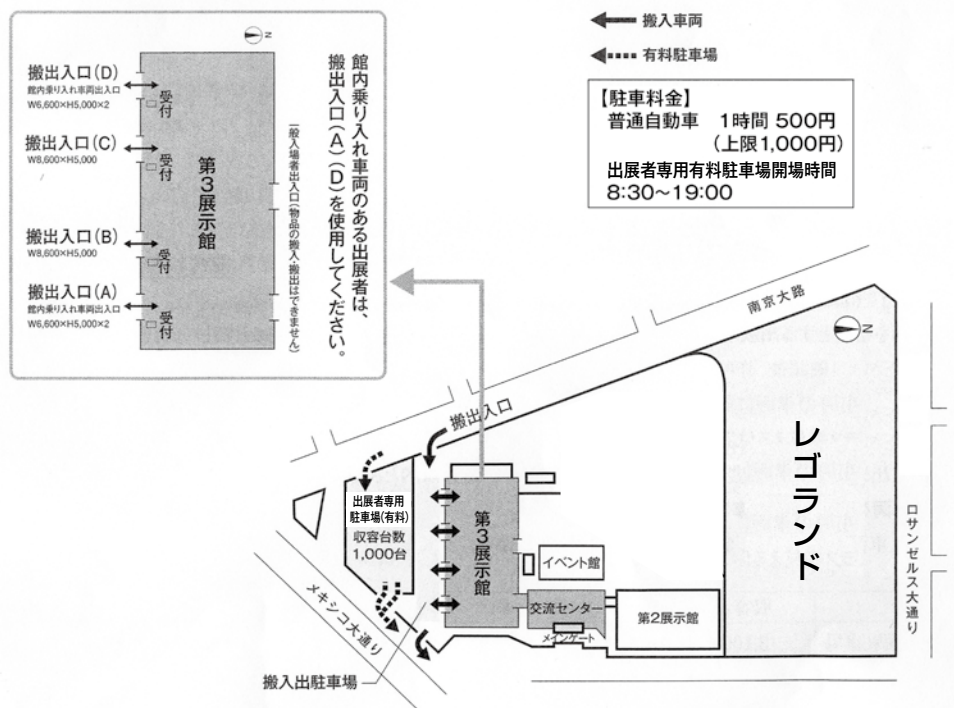 N
搬出入口(D)
館内乗り入れ車両出入口
W6,600×H5,000×2
受付
搬出入口(C)
W8,600×H5,000
受付
搬出入口(B)
W8,600×H5,000
受付
搬出入口(A)
館内乗り入れ車両出入口
W6,600×H5,000×2
受付
第3展示館
一般入場者出入口(物品の搬入・搬出はできません)
館内乗り入れ車両のある出展者は、
搬出入口(A)(D)を使用してください。
搬入車両
有料駐車場
【駐車料金】
普通自動車 1時間 500円
(上限1,000円)
出展者専用有料駐車場開場時間
8:30〜19:00
南京大路
N
搬出入口
レゴランド
出展者専用
駐車場(有料)
収容台数
1,000台
第3展示館
イベント館
交流センター
メインゲート
第2展示館
ロサンゼルス大通り
メキシコ大通り
搬入出駐車場